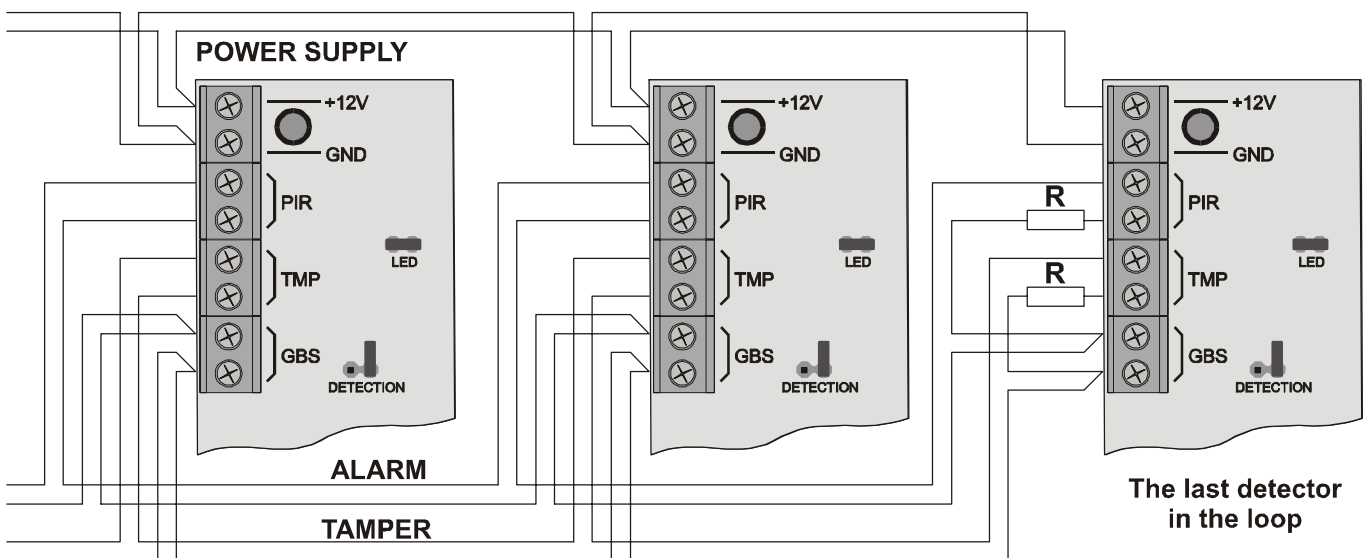 POWER SUPPLY
+12V
GND
PIR
TMP
GBS
LED
DETECTION
+12V
GND
PIR
TMP
GBS
LED
DETECTION
R
R
+12V
GND
PIR
TMP
GBS
LED
DETECTION
ALARM
TAMPER
The last detector
in the loop